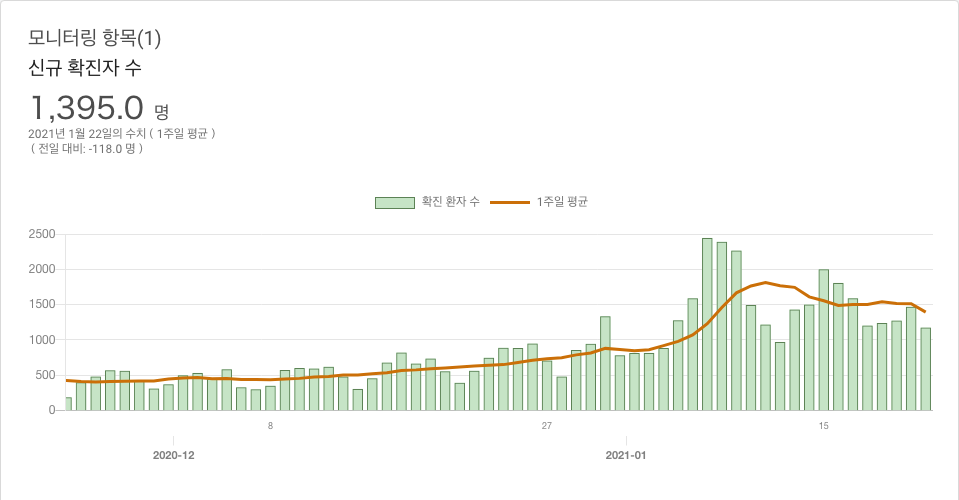 모니터링 항목(1)
신규 확진자 수
1,395.0 명
2021년 1월 22일의 수치 ( 1주일 평균 )
( 전일 대비: -118.0 명 )
확진 환자 수 1주일 평균
2500
2000
1500
1000
500
0
8 27 15
2020-12 2021-01